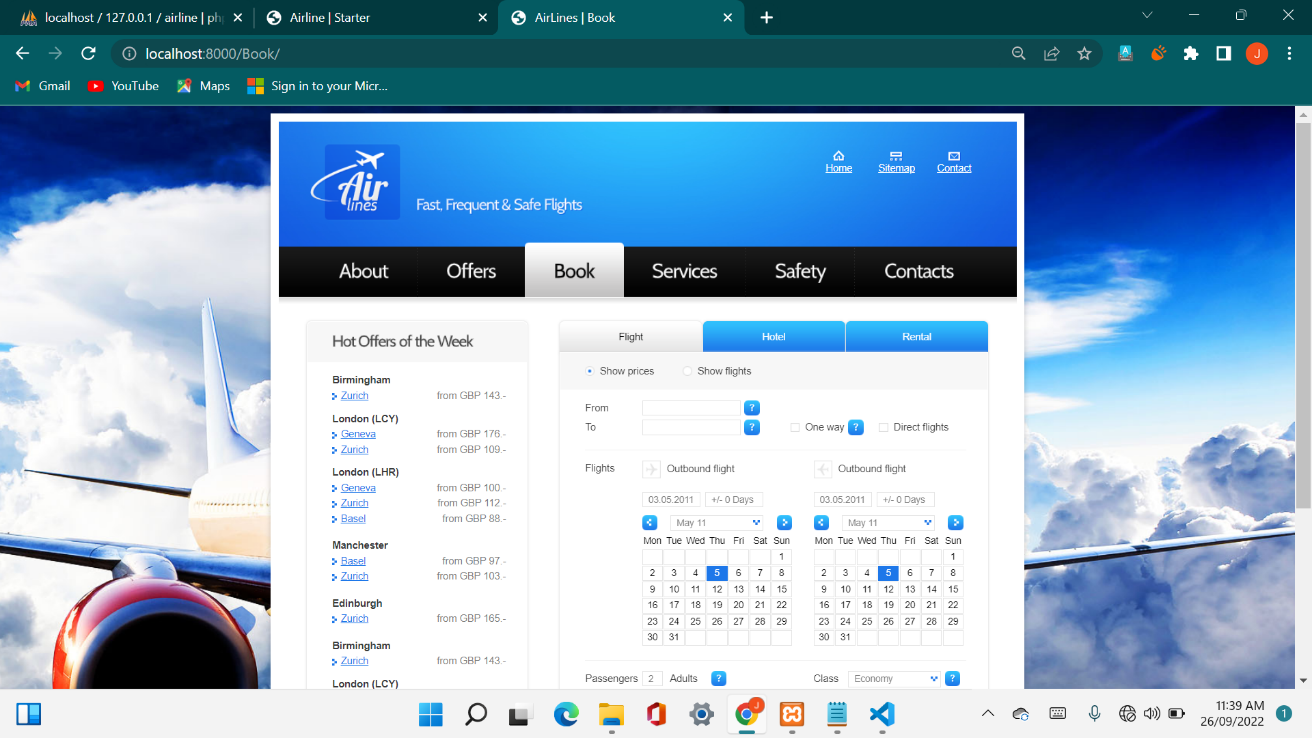 localhost / 127.0.0.1 / airline | ph
Airline | Starter
AirLines | Book
localhost:8000/Book/
J
Gmail
YouTube
Maps
Sign in to your Micr...
Air
lines
Fast, Frequent & Safe Flights
Home
Sitemap
Contact
About
Offers
Book
Services
Safety
Contacts
Hot Offers of the Week
Birmingham
Zurich from GBP 143.-
London (LCY)
Geneva from GBP 176.-
Zurich from GBP 109.-
London (LHR)
Geneva from GBP 100.-
Zurich from GBP 112.-
Basel from GBP 88.-
Manchester
Basel from GBP 97.-
Zurich from GBP 103.-
Edinburgh
Zurich from GBP 165.-
Birmingham
Zurich from GBP 143.-
London (LCY)
Flight
Hotel
Rental
Show prices
Show flights
From ?
To ? One way ? Direct flights
Flights Outbound flight Outbound flight
03.05.2011 +/- 0 Days 03.05.2011 +/- 0 Days
May 11 May 11
Mon Tue Wed Thu Fri Sat Sun Mon Tue Wed Thu Fri Sat Sun
1 1
2 3 4 5 6 7 8 2 3 4 5 6 7 8
9 10 11 12 13 14 15 9 10 11 12 13 14 15
16 17 18 19 20 21 22 16 17 18 19 20 21 22
23 24 25 26 27 28 29 23 24 25 26 27 28 29
30 31 30 31
Passengers 2 Adults ? Class Economy ?
J
11:39 AM
26/09/2022
1